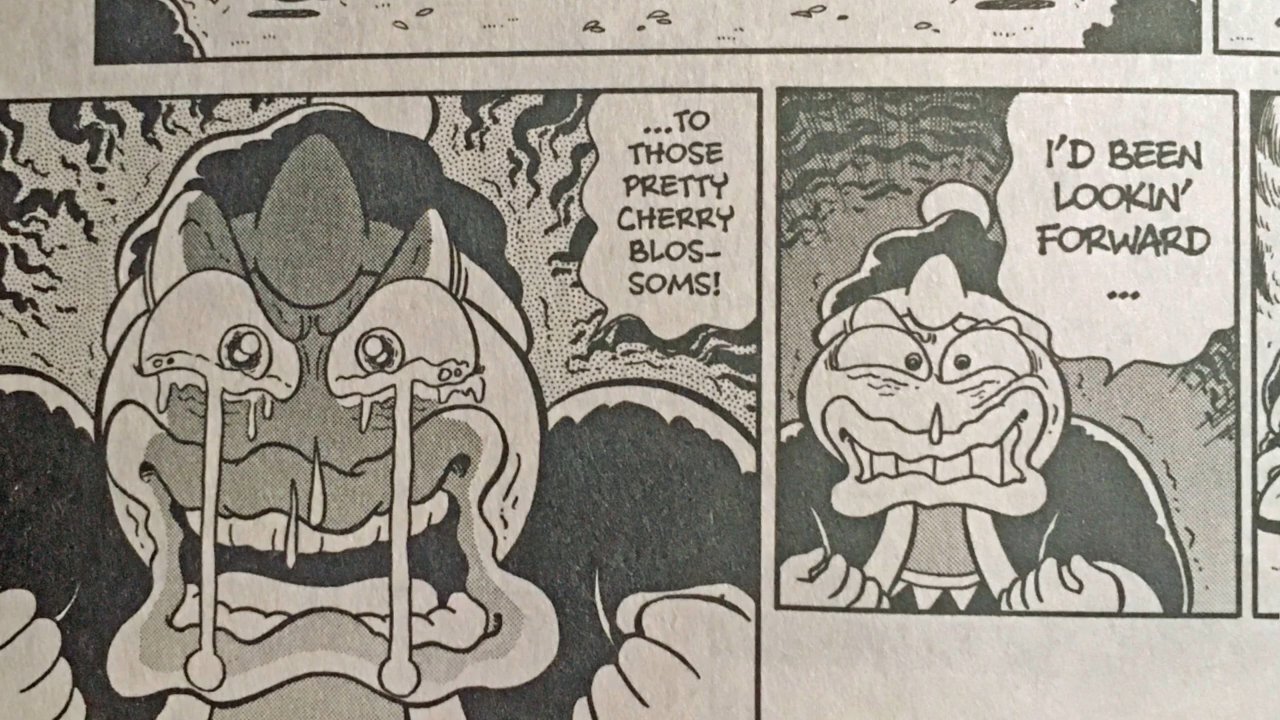 I'D BEEN
LOOKIN'
FORWARD
...
...TO
THOSE
PRETTY
CHERRY
BLOS–
SOMS!